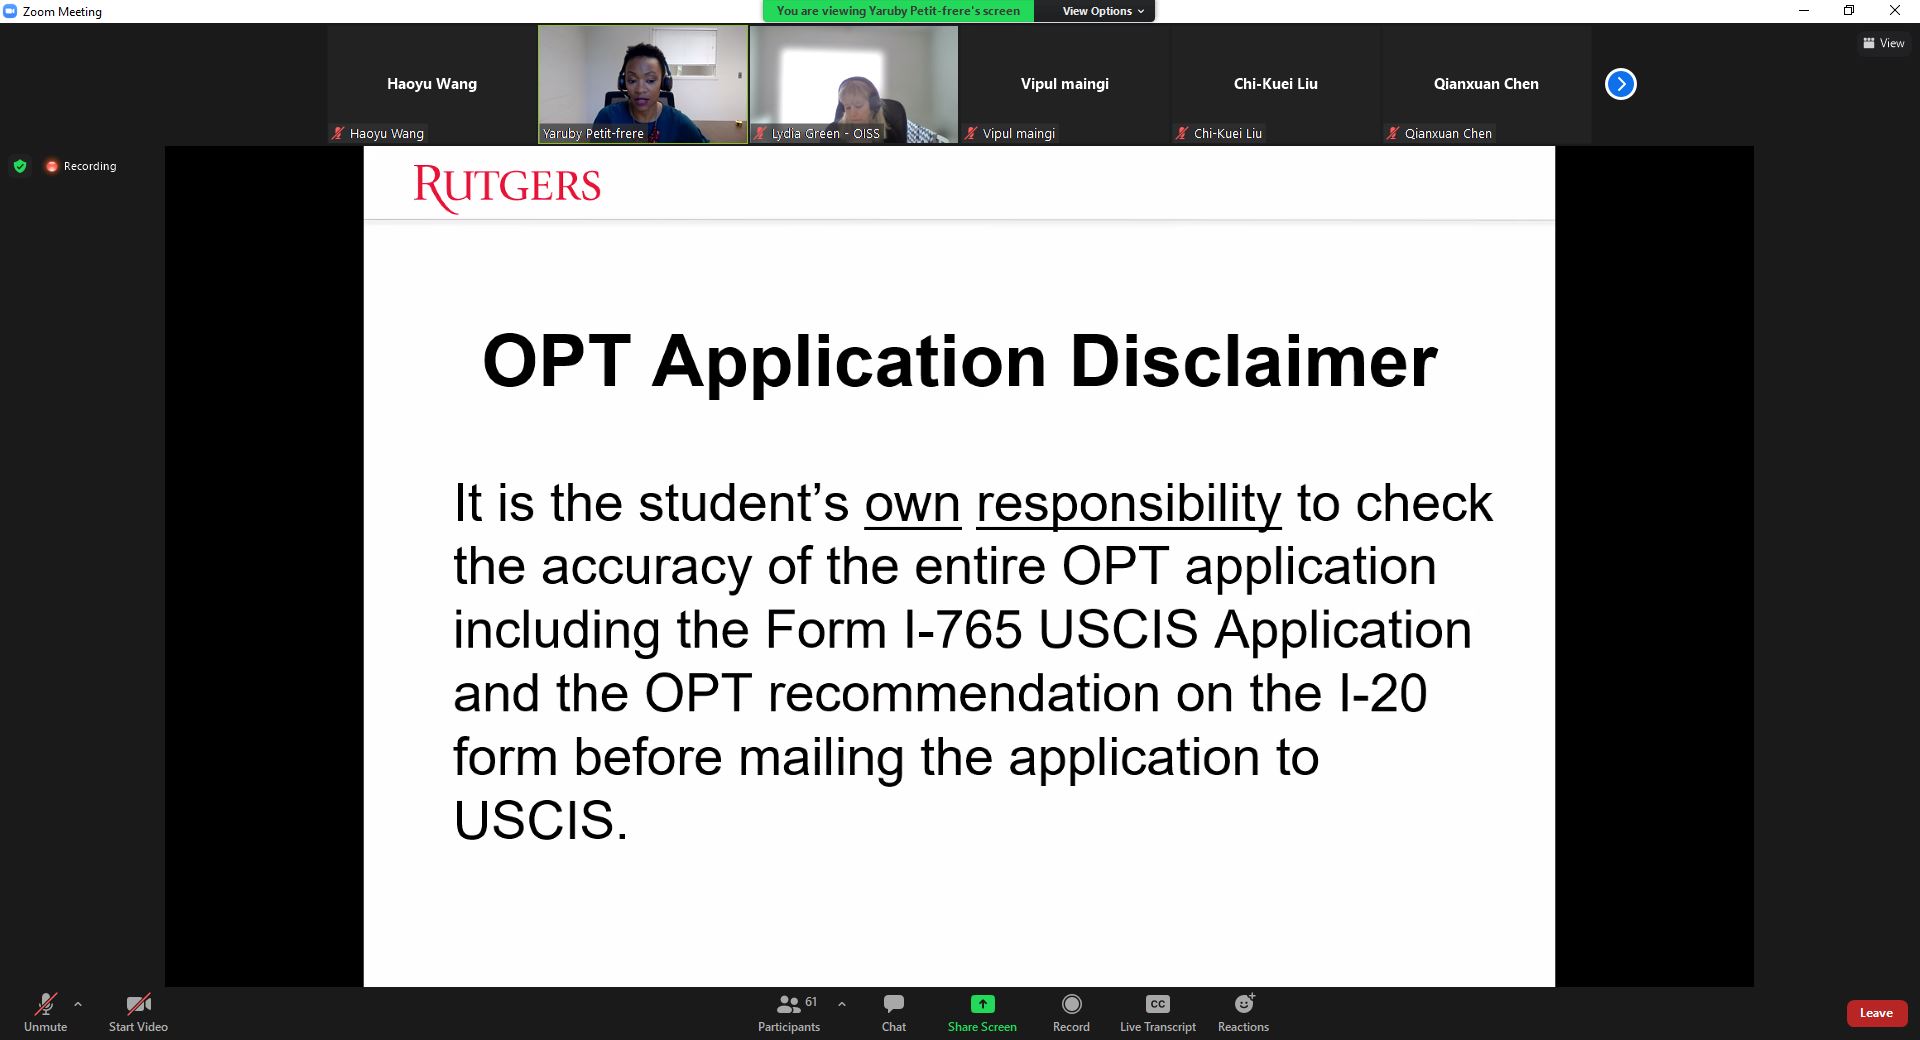 Zoom Meeting
You are viewing Yaruby Petit-frere's screen
View Options
View
Haoyu Wang
Vipul maingi
Chi-Kuei Liu
Qianxuan Chen
Haoyu Wang
Yaruby Petit-frere
Lydia Green - OISS
Vipul maingi
Chi-Kuei Liu
Qianxuan Chen
Recording
RUTGERS
OPT Application Disclaimer
It is the student’s own responsibility to check
the accuracy of the entire OPT application
including the Form I-765 USCIS Application
and the OPT recommendation on the I-20
form before mailing the application to
USCIS.
Unmute
Start Video
61
Participants
Chat
Share Screen
Record
CC
Live Transcript
Reactions
Leave